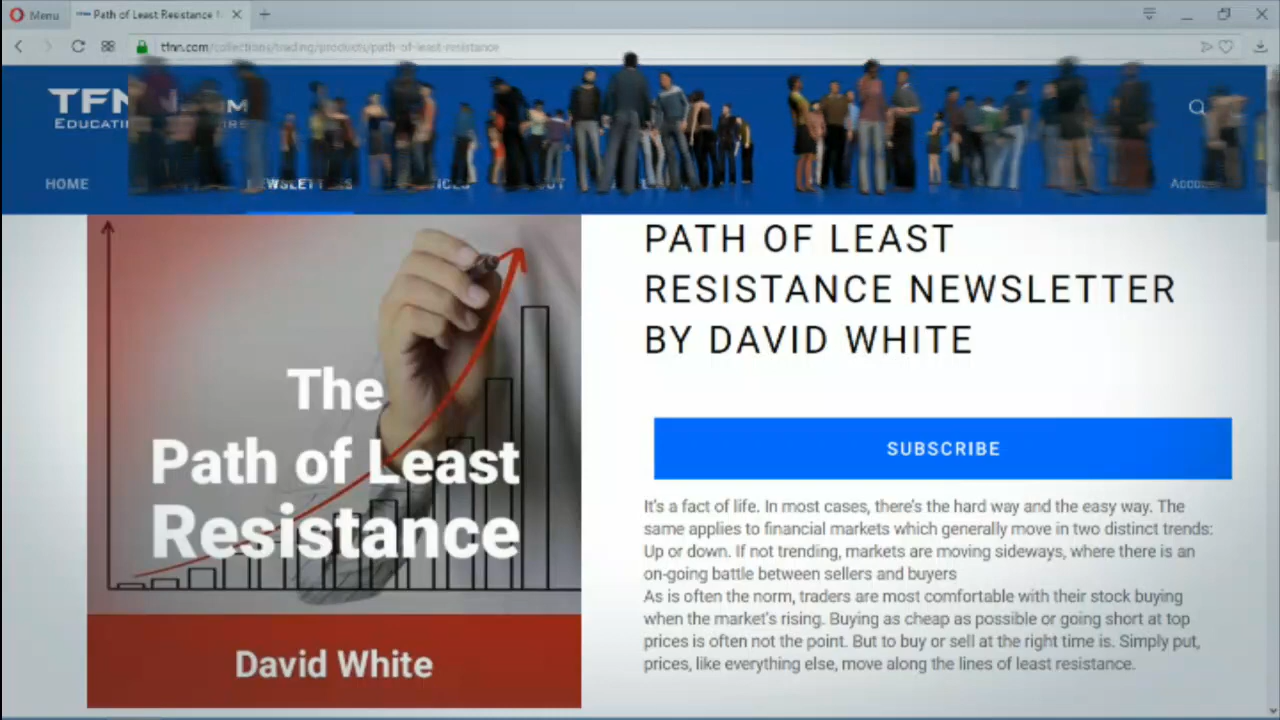 Menu
Path of Least Resistance
tfnn.com/collections/trading/products/path-of-least-resistance
HOME
PATH OF LEAST
RESISTANCE NEWSLETTER
BY DAVID WHITE
The
Path of Least
Resistance
David White
SUBSCRIBE
It's a fact of life. In most cases, there's the hard way and the easy way. The
same applies to financial markets which generally move in two distinct trends:
Up or down. If not trending, markets are moving sideways, where there is an
on-going battle between sellers and buyers
As is often the norm, traders are most comfortable with their stock buying
when the market's rising. Buying as cheap as possible or going short at top
prices is often not the point. But to buy or sell at the right time is. Simply put,
prices, like everything else, move along the lines of least resistance.